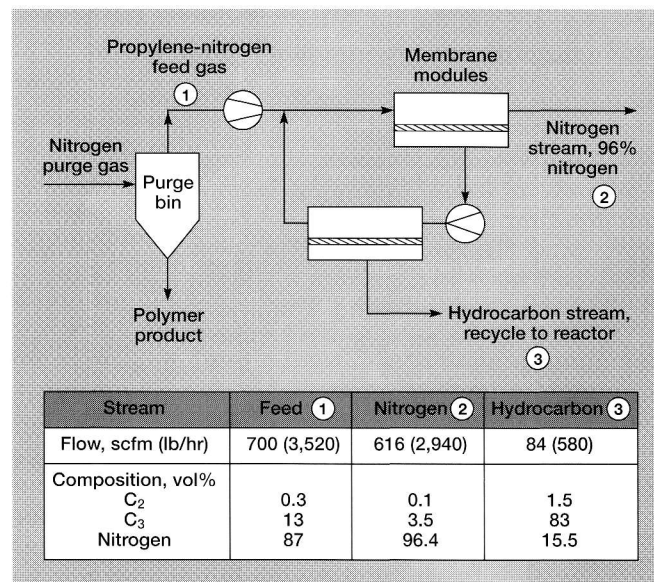 Propylene-nitrogen
feed gas
1
Membrane
modules
Nitrogen
purge gas
Purge
bin
Nitrogen
stream, 96%
nitrogen
2
Polymer
product
Hydrocarbon stream,
recycle to reactor
3
Stream Feed 1 Nitrogen 2 Hydrocarbon 3
Flow, scfm (lb/hr) 700 (3,520) 616 (2,940) 84 (580)
Composition, vol%
C₂ 0.3 0.1 1.5
C₃ 13 3.5 83
Nitrogen 87 96.4 15.5